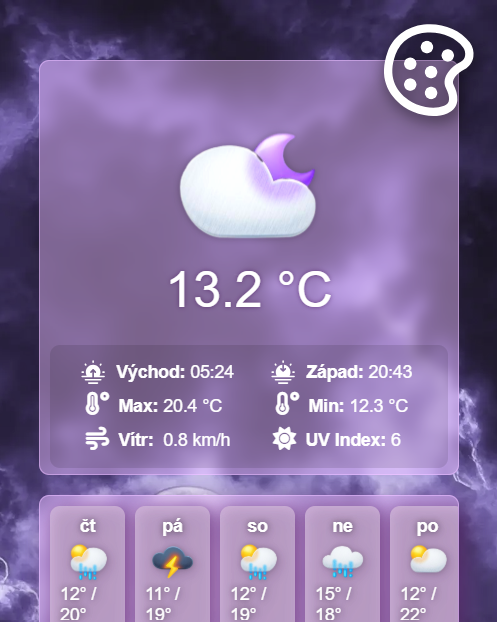 13.2 °C
Východ: 05:24 Západ: 20:43
Max: 20.4 °C Min: 12.3 °C
Vítr: 0.8 km/h UV Index: 6
čt pá so ne po
12° / 11° / 12° / 15° / 12° /
20° 19° 19° 18° 22°